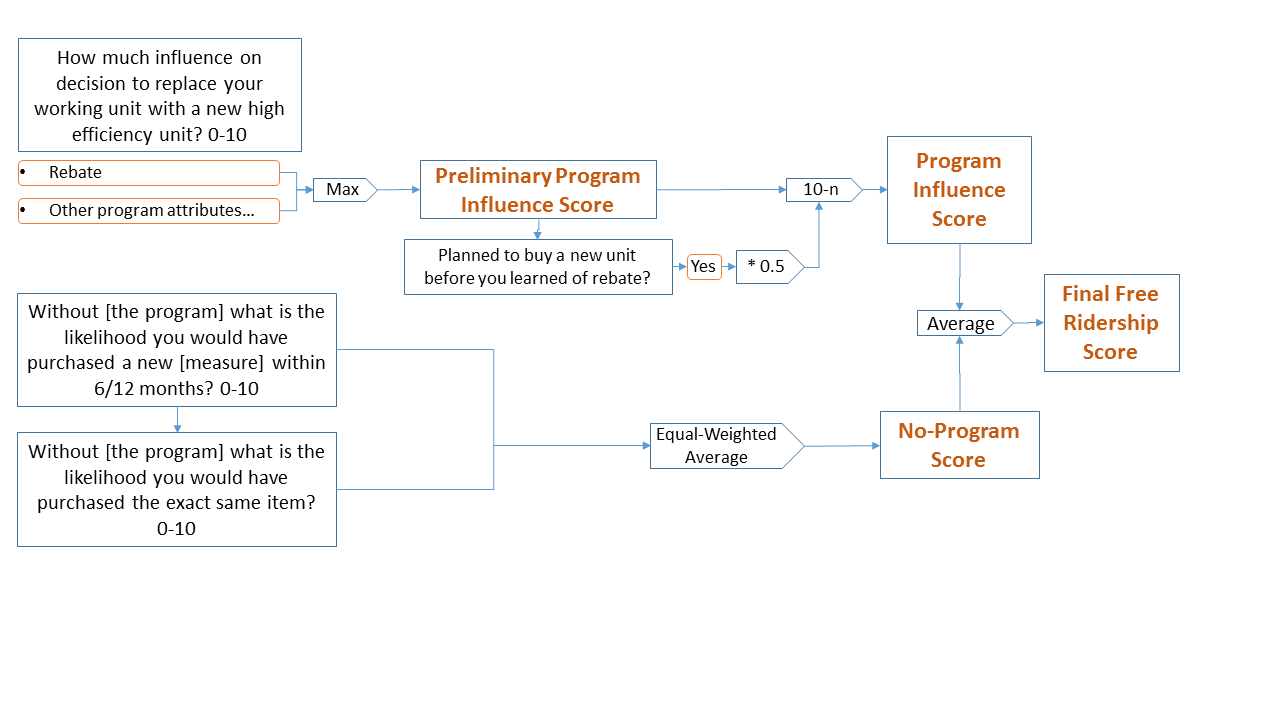 How much influence on
decision to replace your
working unit with a new high
efficiency unit? 0-10
• Rebate
• Other program attributes…
Max
Preliminary Program
Influence Score
10-n
Program
Influence
Score
Planned to buy a new unit
before you learned of rebate?
Yes
* 0.5
Without [the program] what is the
likelihood you would have
purchased a new [measure] within
6/12 months? 0-10
Average
Final Free
Ridership
Score
Without [the program] what is the
likelihood you would have
purchased the exact same item?
0-10
Equal-Weighted
Average
No-Program
Score